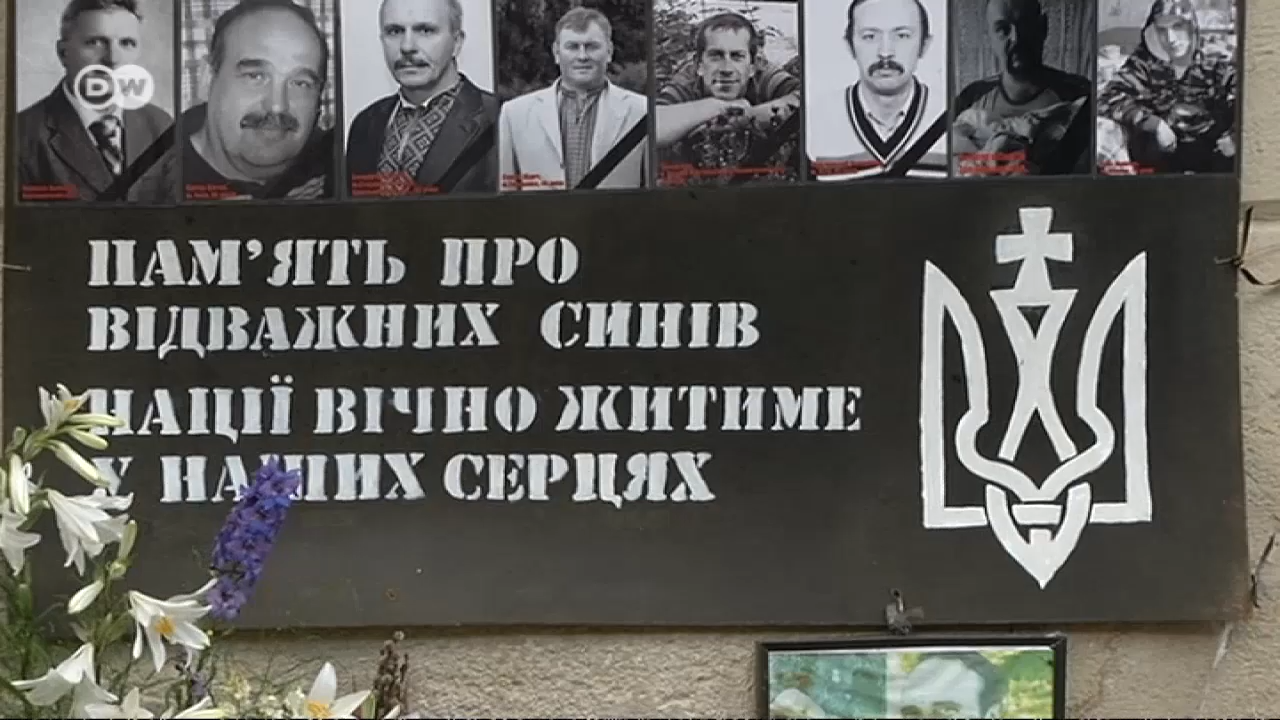 DW
ПАМ'ЯТЬ ПРО
ВІДВАЖНИХ СИНІВ
НАЦІЇ ВІЧНО ЖИТИМЕ
У НАШИХ СЕРЦЯХ